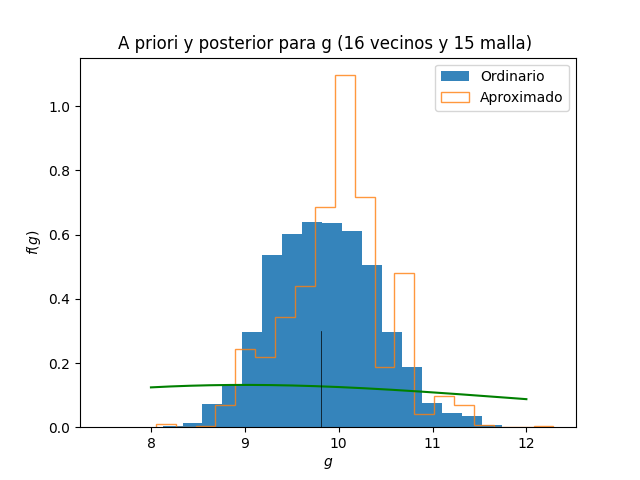 A priori y posterior para g (16 vecinos y 15 malla)
Ordinario
Aproximado
1.0
0.8
0.6
0.4
0.2
0.0
f(g)
8
9
10
11
12
g